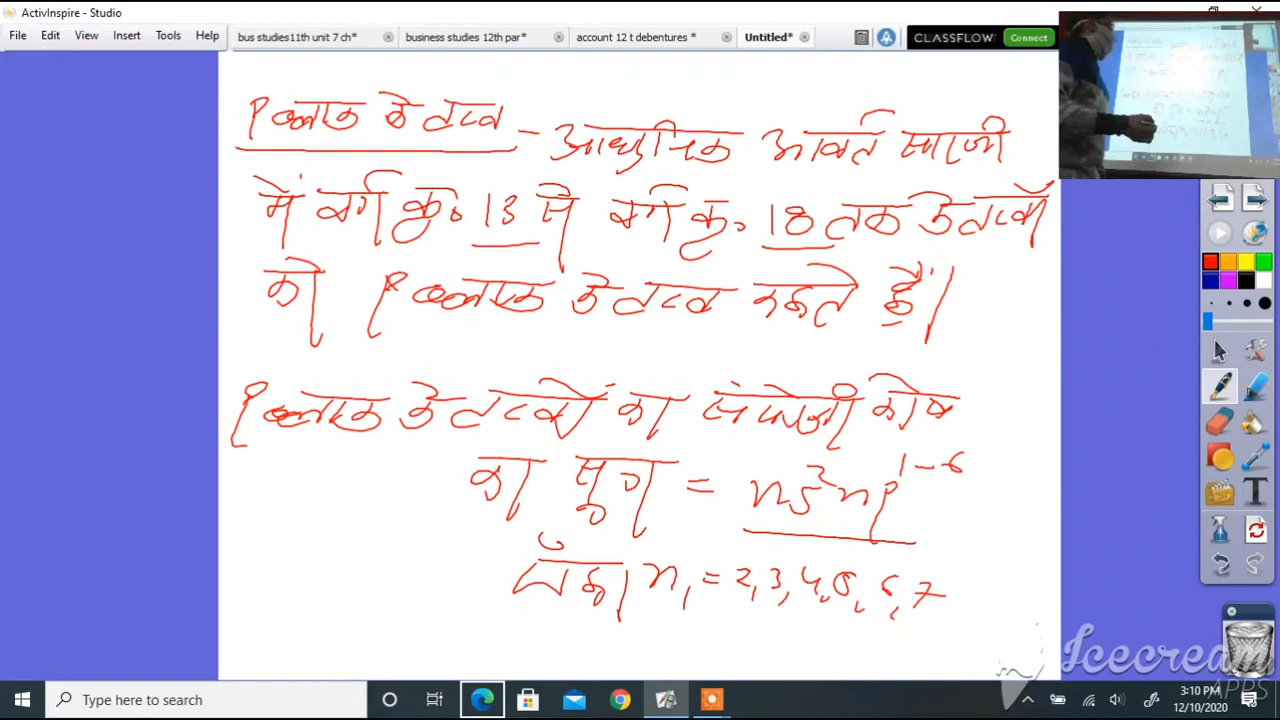 ActivInspire - Studio
File Edit View Insert Tools Help
bus studies11th unit 7 ch* business studies 12th par* account 12 t debentures * Untitled* CLASSFLOW Connect
P ब्लाक के तत्व - आधुनिक आवर्त सारणी
में वर्ग क्र. 13 से वर्ग क्र. 18 तक के तत्वों
को P ब्लाक के तत्व कहते हैं।
P ब्लाक के तत्वों का संयोजी कोष
का सूत्र = ns²np¹⁻⁶
n = 2, 3, 4, 5, 6, 7
Icecream
APPS
Type here to search
3:10 PM
12/10/2020